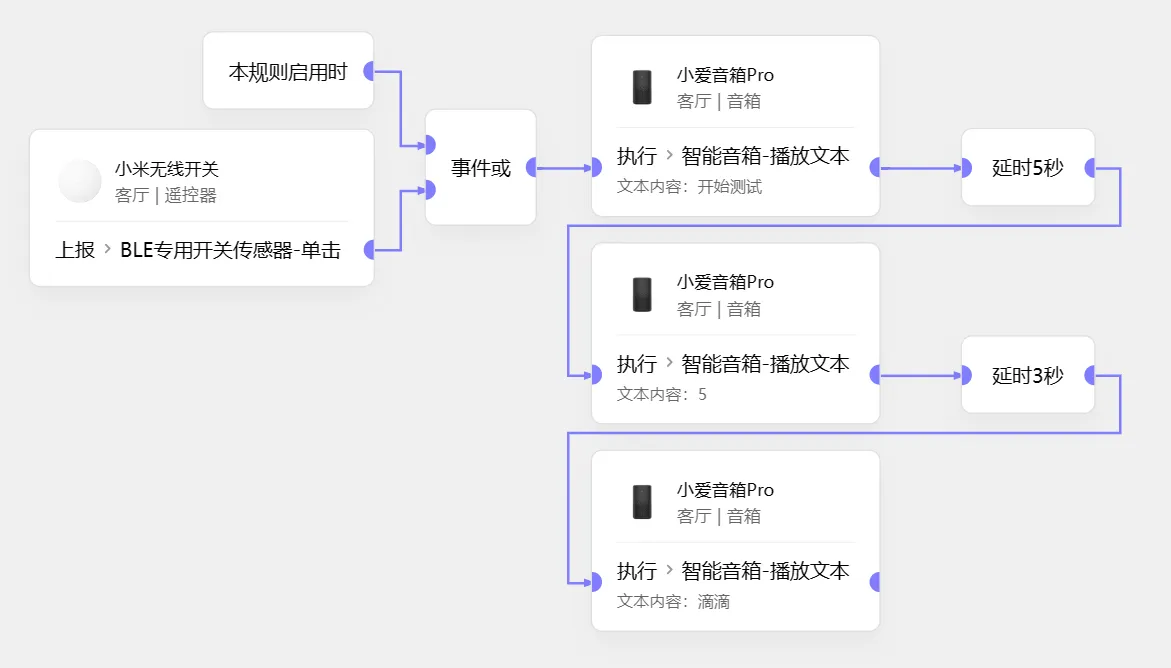 本规则启用时
小米无线开关
客厅 | 遥控器
上报 > BLE专用开关传感器-单击
事件或
小爱音箱Pro
客厅 | 音箱
执行 > 智能音箱-播放文本
文本内容：开始测试
延时5秒
小爱音箱Pro
客厅 | 音箱
执行 > 智能音箱-播放文本
文本内容：5
延时3秒
小爱音箱Pro
客厅 | 音箱
执行 > 智能音箱-播放文本
文本内容：滴滴